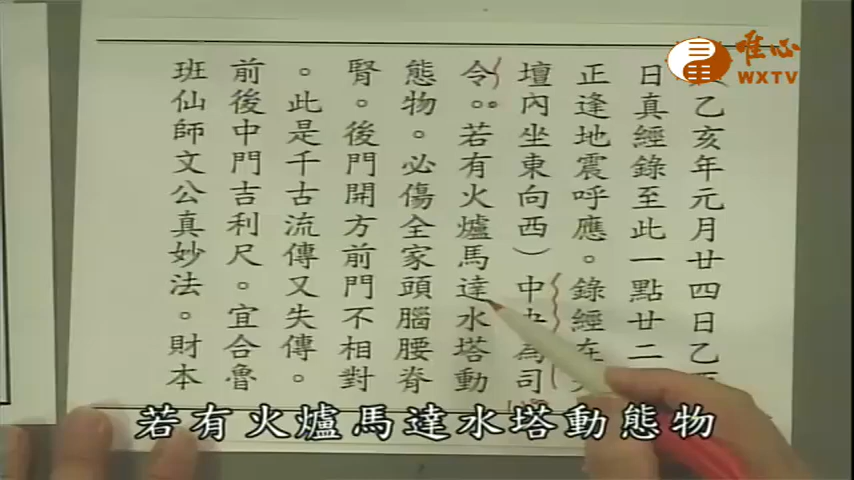 乙亥年元月廿四日乙
日真經錄至此一點廿二
正逢地震呼應。錄經在
壇內坐東向西）中為司
令。若有火爐馬達水塔動
態物。必傷全家頭腦腰脊
腎。後門開方前門不相對
。此是千古流傳又失傳。
前後中門吉利尺。宜合魯
班仙師文公真妙法。財本
唯心
WXTV
若有火爐馬達水塔動態物